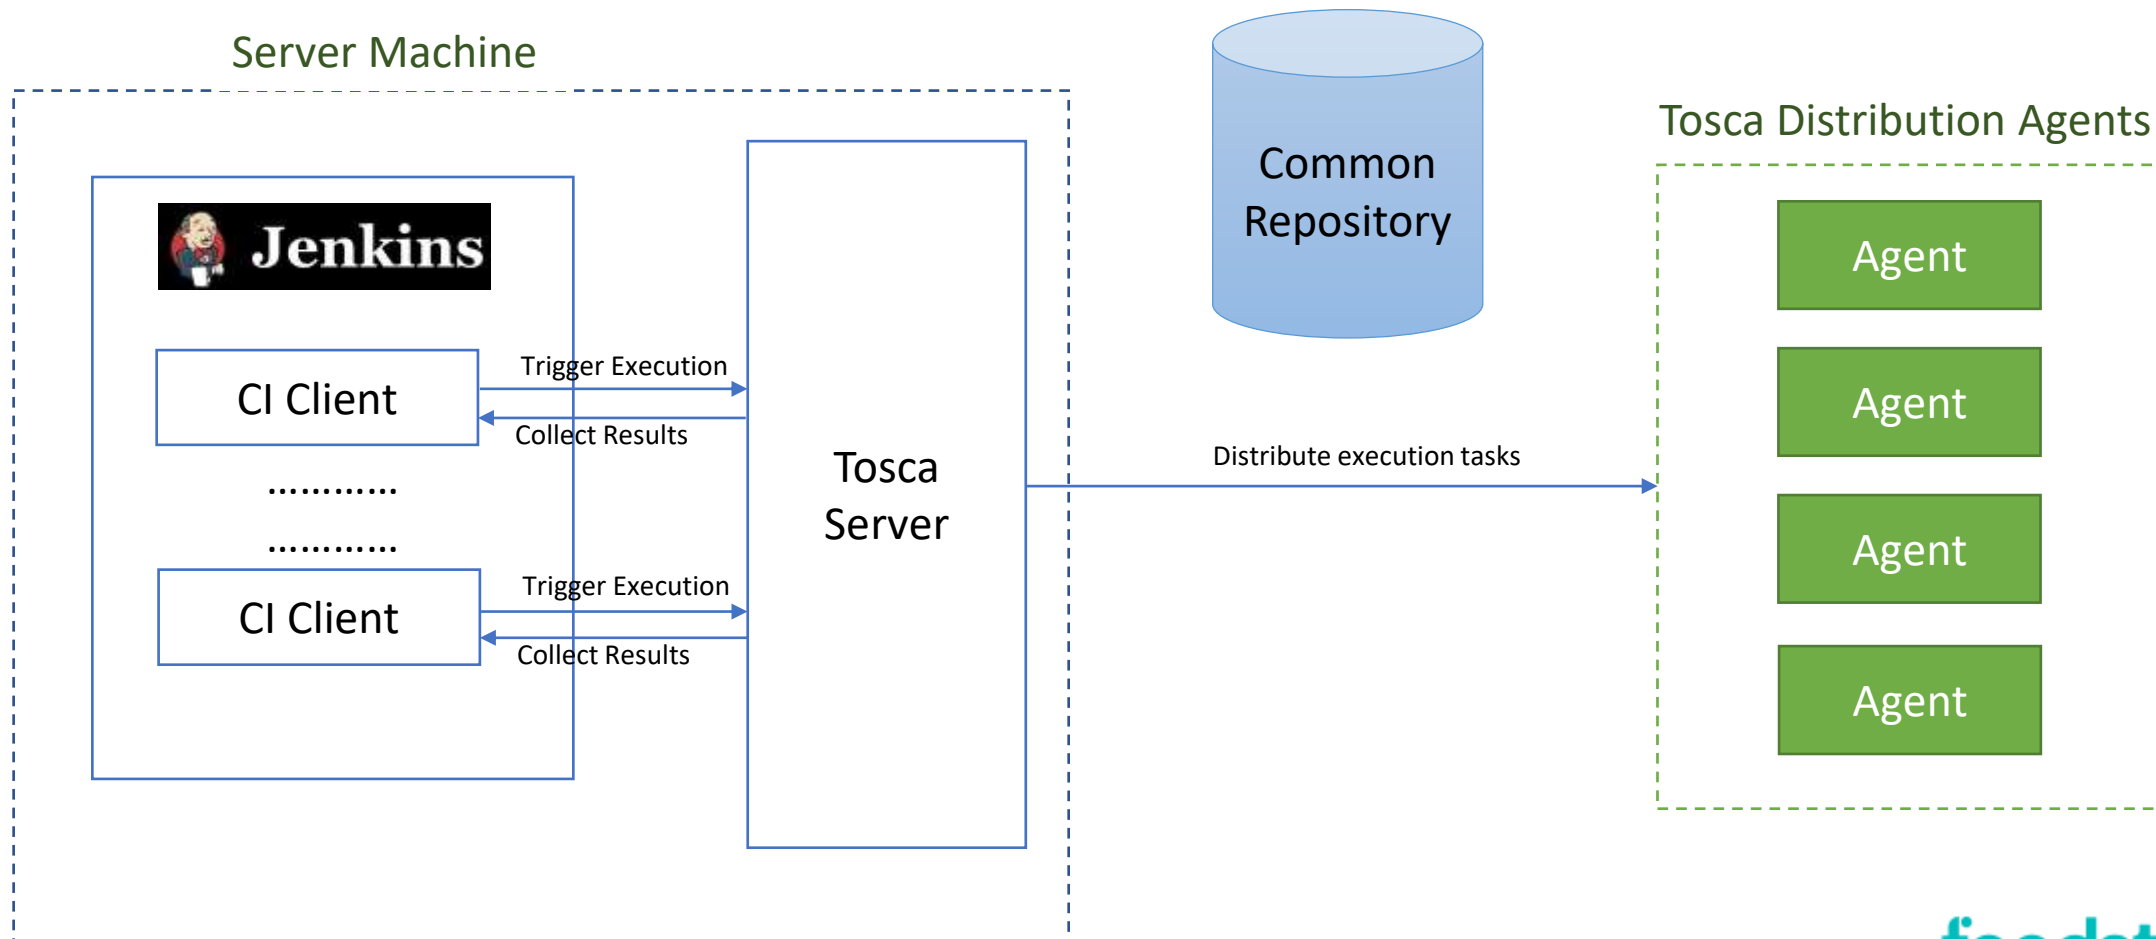 Server Machine
Jenkins
CI Client
…………
…………
CI Client
Trigger Execution
Collect Results
Trigger Execution
Collect Results
Tosca
Server
Common
Repository
Distribute execution tasks
Tosca Distribution Agents
Agent
Agent
Agent
Agent